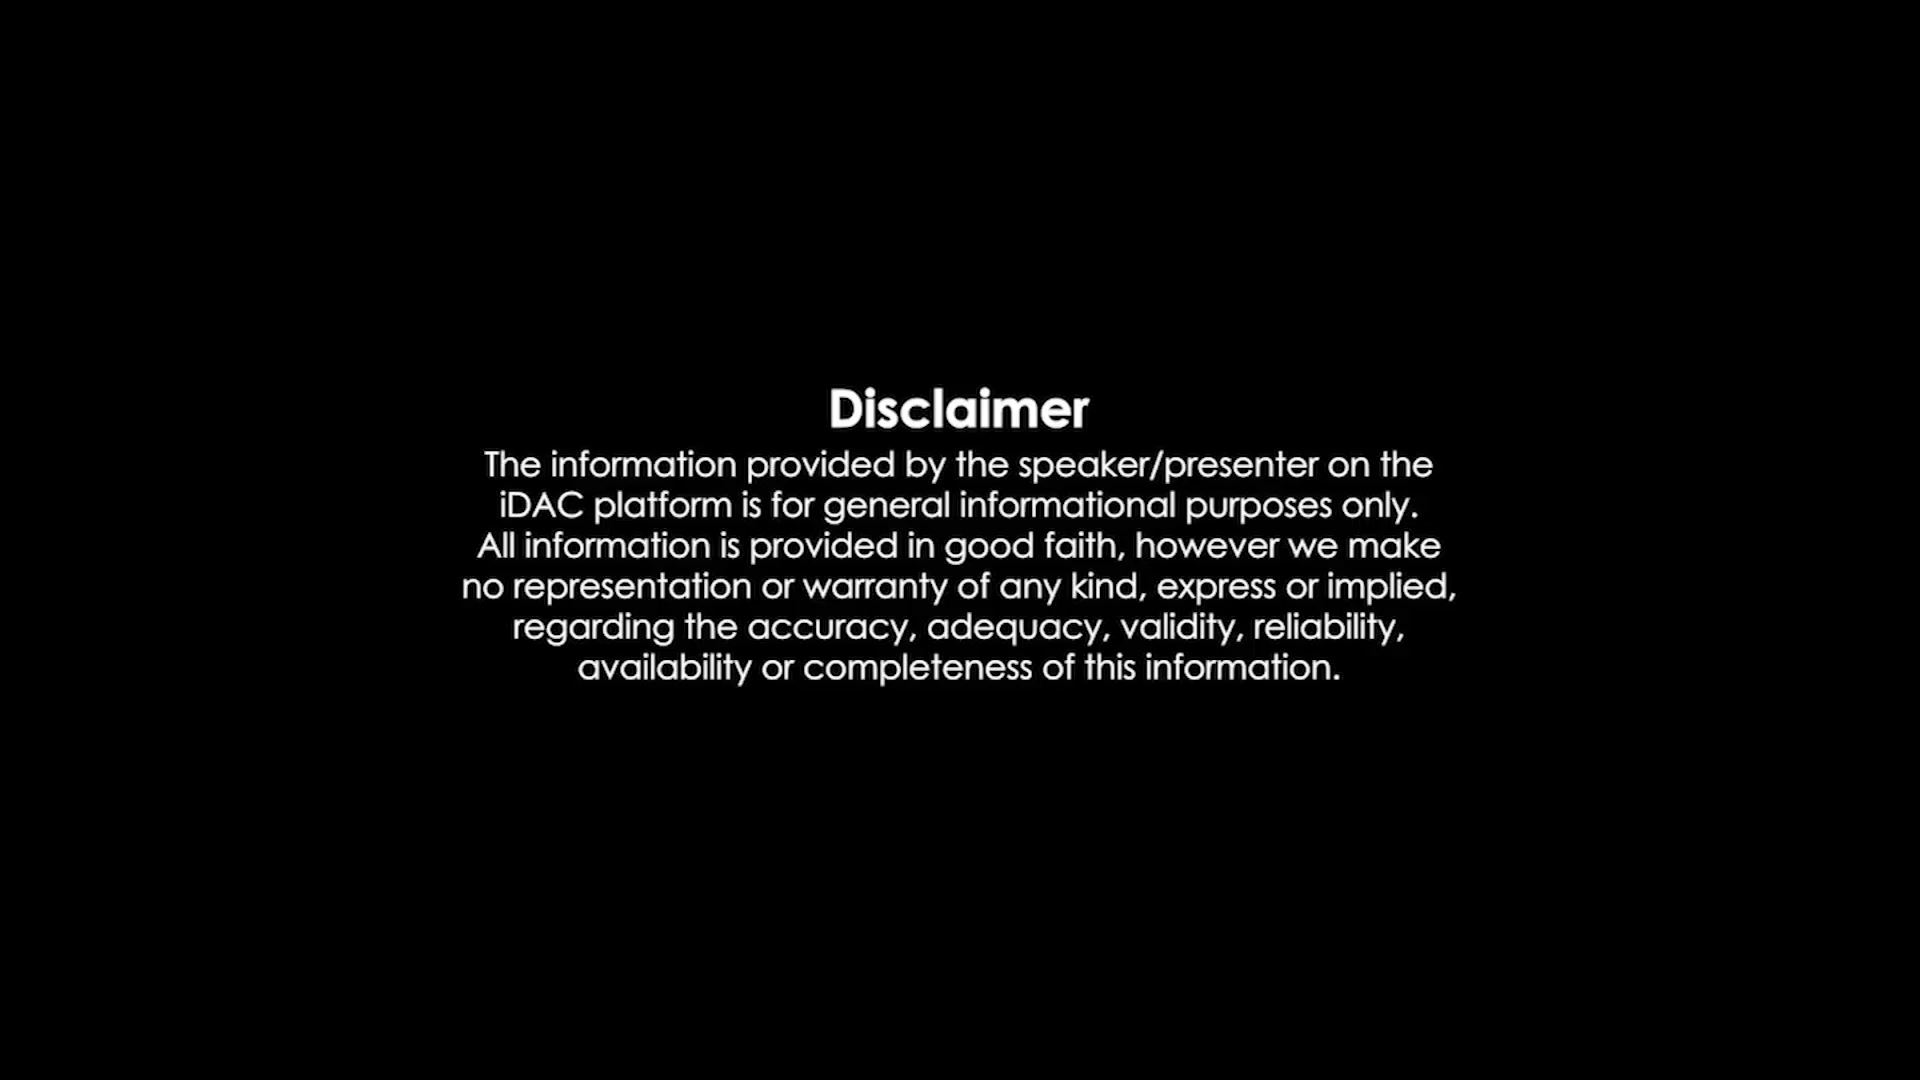 Disclaimer
The information provided by the speaker/presenter on the
iDAC platform is for general informational purposes only.
All information is provided in good faith, however we make
no representation or warranty of any kind, express or implied,
regarding the accuracy, adequacy, validity, reliability,
availability or completeness of this information.